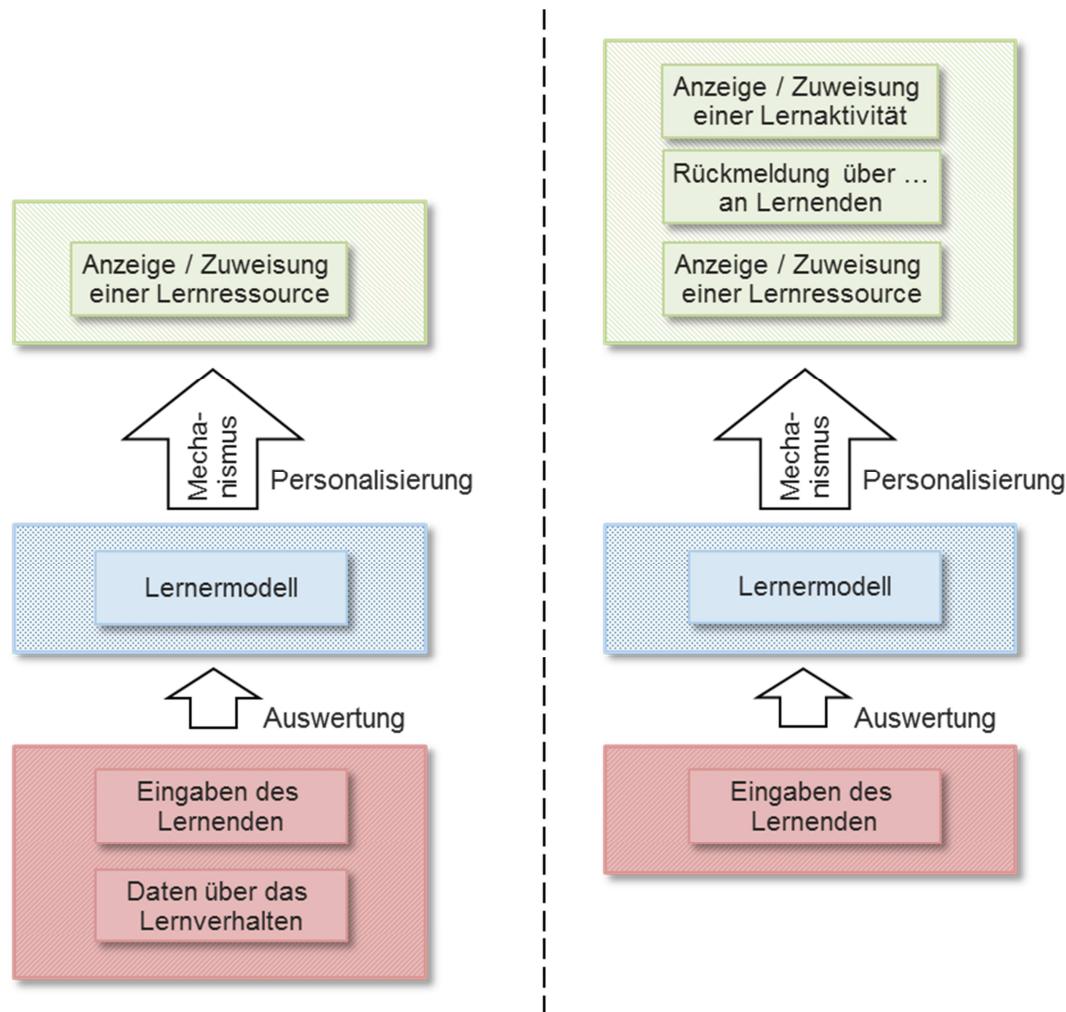 Anzeige / Zuweisung
einer Lernressource
Mecha-
nismus
Personalisierung
Lernermodell
Auswertung
Eingaben des
Lernenden
Daten über das
Lernverhalten
Anzeige / Zuweisung
einer Lernaktivität
Rückmeldung über …
an Lernenden
Anzeige / Zuweisung
einer Lernressource
Mecha-
nismus
Personalisierung
Lernermodell
Auswertung
Eingaben des
Lernenden